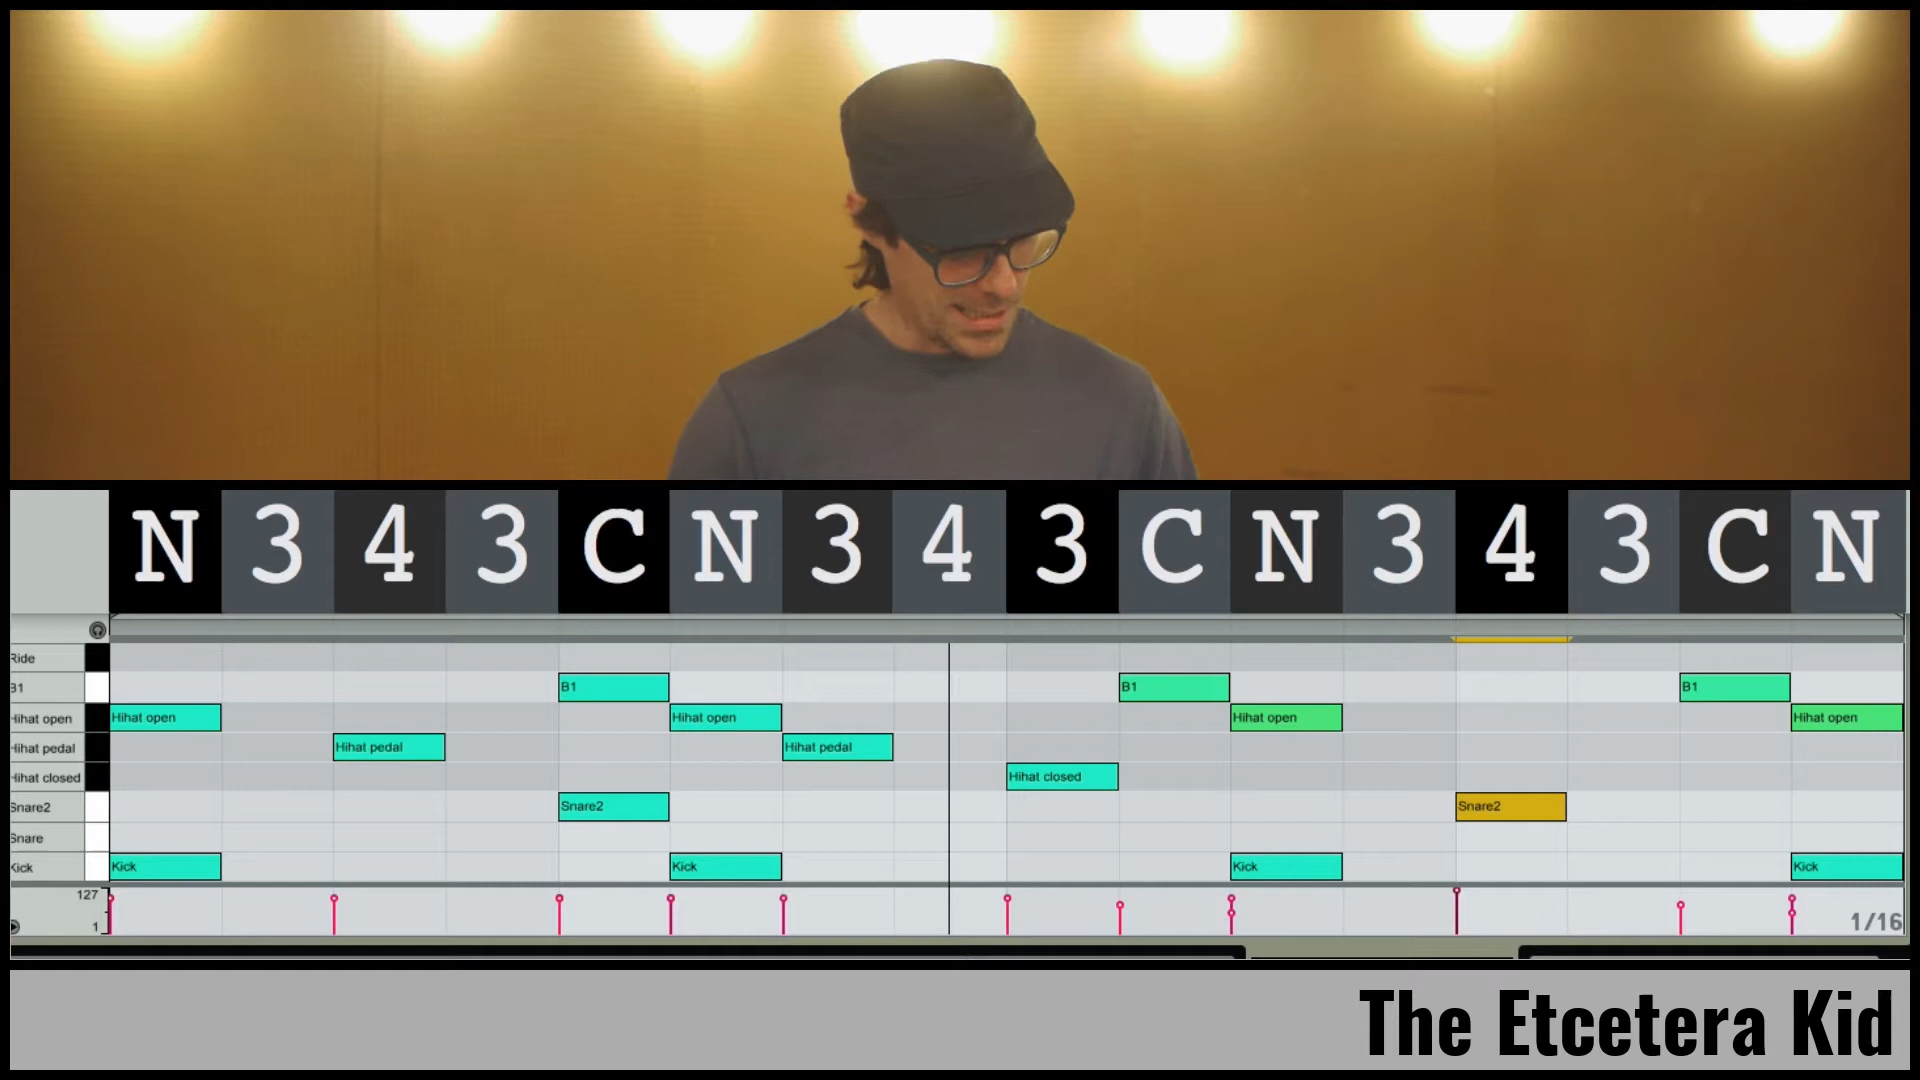 N 3 4 3 C N 3 4 3 C N 3 4 3 C N
Ride
B1
B1 B1 B1
Hihat open
Hihat open Hihat open Hihat open Hihat open
Hihat pedal
Hihat pedal Hihat pedal
Hihat closed
Hihat closed
Snare2
Snare2 Snare2
Snare
Kick
Kick Kick Kick Kick
127
1
1/16
The Etcetera Kid